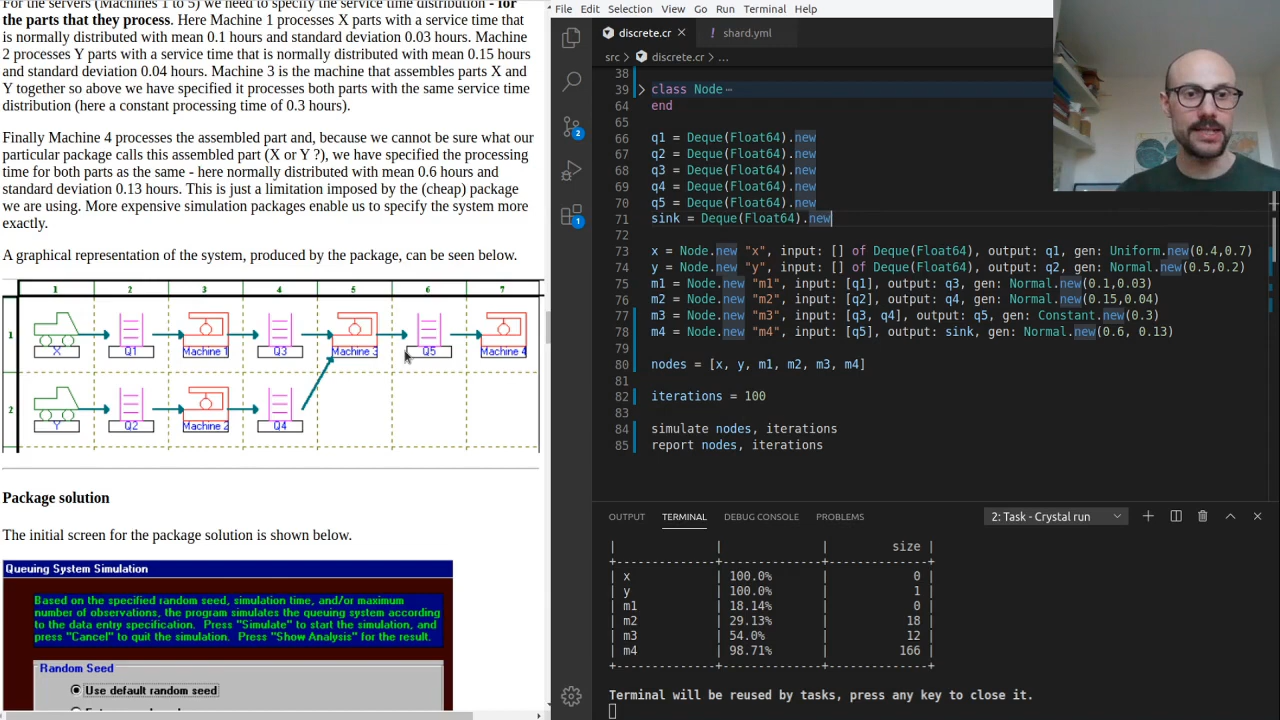 For the servers (Machines 1 to 5) we need to specify the service time distribution - for
the parts that they process. Here Machine 1 processes X parts with a service time that
is normally distributed with mean 0.1 hours and standard deviation 0.03 hours. Machine
2 processes Y parts with a service time that is normally distributed with mean 0.15 hours
and standard deviation 0.04 hours. Machine 3 is the machine that assembles parts X and
Y together so above we have specified it processes both parts with the same service time
distribution (here a constant processing time of 0.3 hours).
Finally Machine 4 processes the assembled part and, because we cannot be sure what our
particular package calls this assembled part (X or Y ?), we have specified the processing
time for both parts as the same - here normally distributed with mean 0.6 hours and
standard deviation 0.13 hours. This is just a limitation imposed by the (cheap) package
we are using. More expensive simulation packages enable us to specify the system more
exactly.
A graphical representation of the system, produced by the package, can be seen below.
1 2 3 4 5 6 7
1
X Q1 Machine 1 Q3 Machine 3 Q5 Machine 4
2
Y Q2 Machine 2 Q4
Package solution
The initial screen for the package solution is shown below.
Queuing System Simulation
Based on the specified random seed, simulation time, and/or maximum
number of observations, the program simulates the queuing system according
to the data entry specification. Press "Simulate" to start the simulation, and
press "Cancel" to quit the simulation. Press "Show Analysis" for the result.
Random Seed
Use default random seed
File Edit Selection View Go Run Terminal Help
discrete.cr shard.yml
src > discrete.cr > …
38
39 class Node ⋯
64 end
65
66 q1 = Deque(Float64).new
67 q2 = Deque(Float64).new
68 q3 = Deque(Float64).new
69 q4 = Deque(Float64).new
70 q5 = Deque(Float64).new
71 sink = Deque(Float64).new
72
73 x = Node.new "x", input: [] of Deque(Float64), output: q1, gen: Uniform.new(0.4,0.7)
74 y = Node.new "y", input: [] of Deque(Float64), output: q2, gen: Normal.new(0.5,0.2)
75 m1 = Node.new "m1", input: [q1], output: q3, gen: Normal.new(0.1,0.03)
76 m2 = Node.new "m2", input: [q2], output: q4, gen: Normal.new(0.15,0.04)
77 m3 = Node.new "m3", input: [q3, q4], output: q5, gen: Constant.new(0.3)
78 m4 = Node.new "m4", input: [q5], output: sink, gen: Normal.new(0.6, 0.13)
79
80 nodes = [x, y, m1, m2, m3, m4]
81
82 iterations = 100
83
84 simulate nodes, iterations
85 report nodes, iterations
2
1
OUTPUT TERMINAL DEBUG CONSOLE PROBLEMS 2: Task - Crystal run
| | | size |
+--------------+--------------+--------------+
| x | 100.0% | 0 |
| y | 100.0% | 1 |
| m1 | 18.14% | 0 |
| m2 | 29.13% | 18 |
| m3 | 54.0% | 12 |
| m4 | 98.71% | 166 |
+--------------+--------------+--------------+
Terminal will be reused by tasks, press any key to close it.